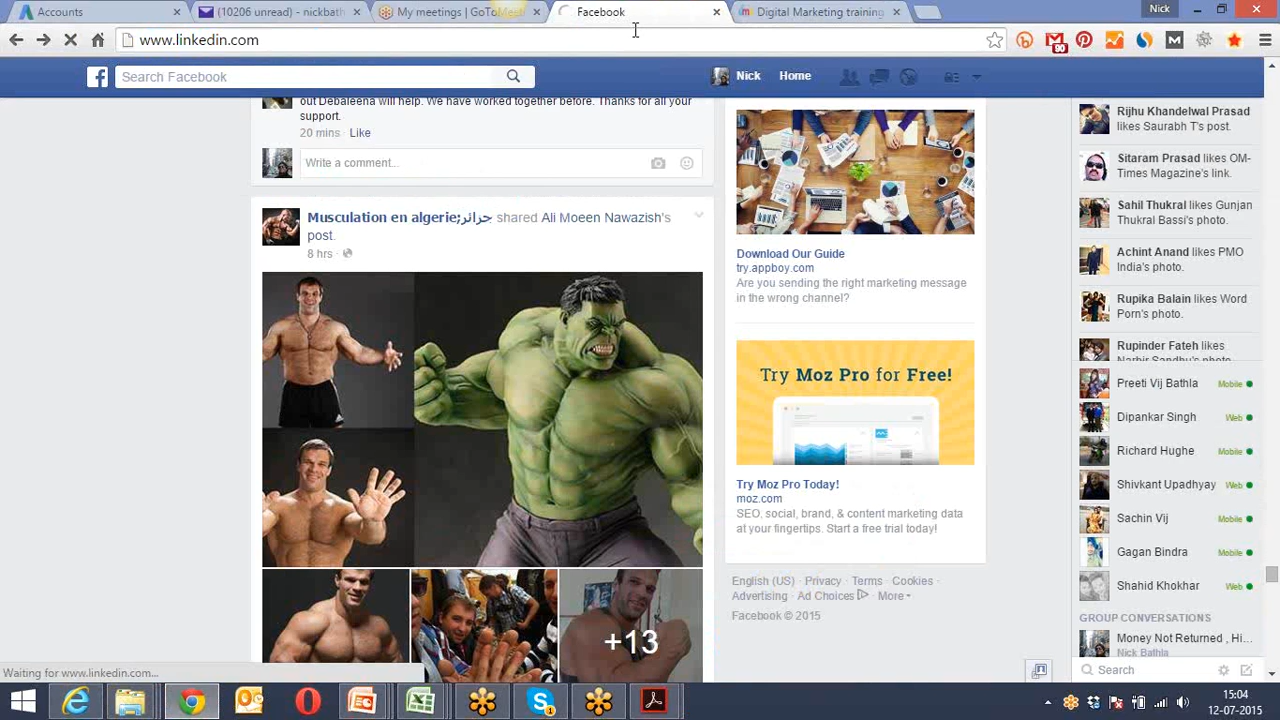 Accounts
(10206 unread) - nickbath
My meetings | GoToMeeti
Facebook
Digital Marketing training
Nick
www.linkedin.com
90
Search Facebook
Nick
Home
out Debaleena will help. We have worked together before. Thanks for all your
support.
20 mins · Like
Write a comment...
Musculation en algerie;جزائر shared Ali Moeen Nawazish's
post.
8 hrs ·
+13
Download Our Guide
try.appboy.com
Are you sending the right marketing message
in the wrong channel?
Try Moz Pro for Free!
Try Moz Pro Today!
moz.com
SEO, social, brand, & content marketing data
at your fingertips. Start a free trial today!
English (US) · Privacy · Terms · Cookies ·
Advertising · Ad Choices · More
Facebook © 2015
Rijhu Khandelwal Prasad
likes Saurabh T's post.
Sitaram Prasad likes OM-
Times Magazine's link.
Sahil Thukral likes Gunjan
Thukral Bassi's photo.
Achint Anand likes PMO
India's photo.
Rupika Balain likes Word
Porn's photo.
Rupinder Fateh likes
Narbir Sandhu's photo
Preeti Vij Bathla Mobile
Dipankar Singh Web
Richard Hughe Mobile
Shivkant Upadhyay Web
Sachin Vij Mobile
Gagan Bindra Mobile
Shahid Khokhar Web
GROUP CONVERSATIONS
Money Not Returned , Hi...
Nick Bathla
Search
Waiting for www.linkedin.com...
15:04
12-07-2015